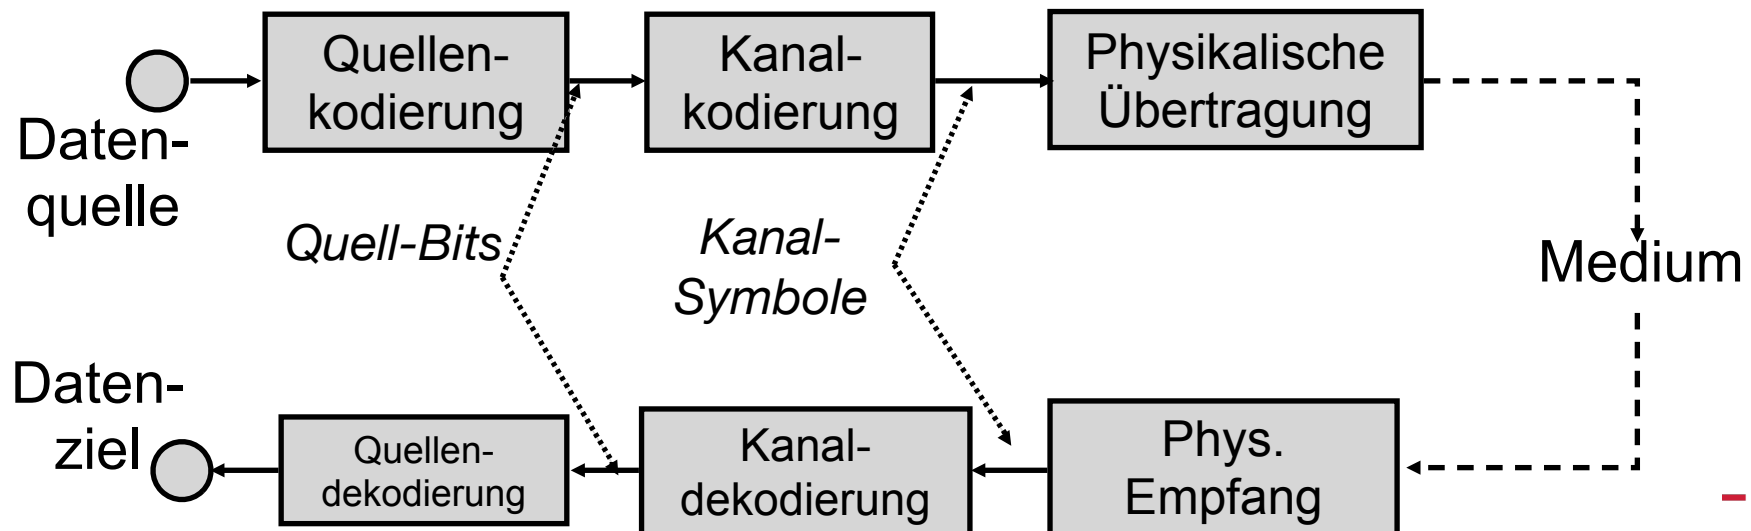 Quellen-
kodierung
Kanal-
kodierung
Physikalische
Übertragung
Daten-
quelle
Quell-Bits
Kanal-
Symbole
Medium
Daten-
ziel
Quellen-
dekodierung
Kanal-
dekodierung
Phys.
Empfang